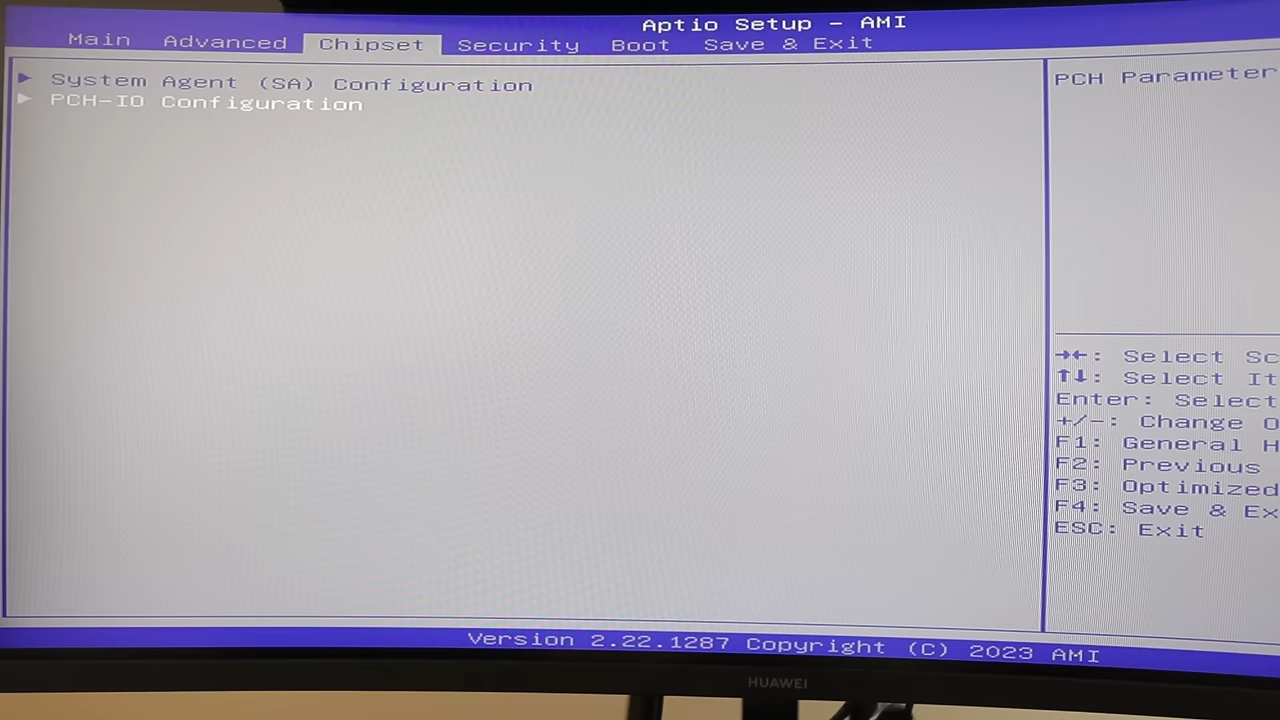 Aptio Setup - AMI
Main Advanced Chipset Security Boot Save & Exit
System Agent (SA) Configuration
PCH-IO Configuration
PCH Parameter
→←: Select Sc
↑↓: Select It
Enter: Select
+/-: Change O
F1: General H
F2: Previous
F3: Optimized
F4: Save & Ex
ESC: Exit
Version 2.22.1287 Copyright (C) 2023 AMI
HUAWEI